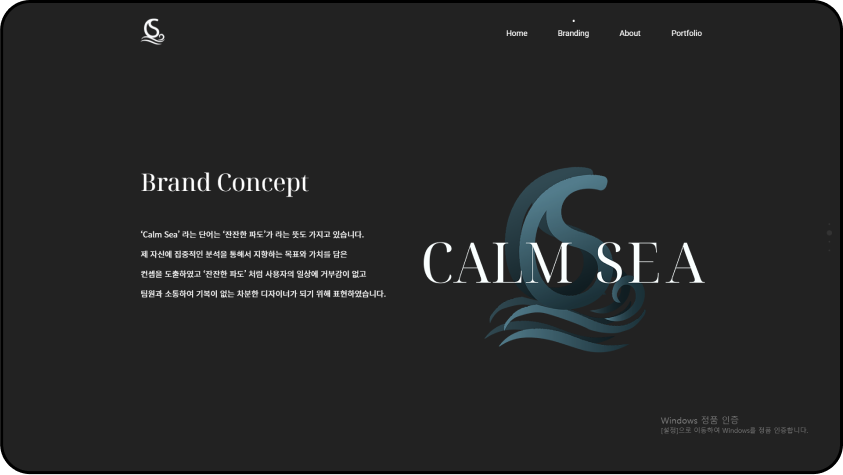 Home
Branding
About
Portfolio
Brand Concept
'Calm Sea' 라는 단어는 '잔잔한 파도'가 라는 뜻도 가지고 있습니다.
제 자신에 집중적인 분석을 통해서 지향하는 목표와 가치를 담은
컨셉을 도출하였고 '잔잔한 파도' 처럼 사용자의 일상에 거부감이 없고
팀원과 소통하여 기복이 없는 차분한 디자이너가 되기 위해 표현하였습니다.
CALM SEA
Windows 정품 인증
[설정]으로 이동하여 Windows를 정품 인증합니다.